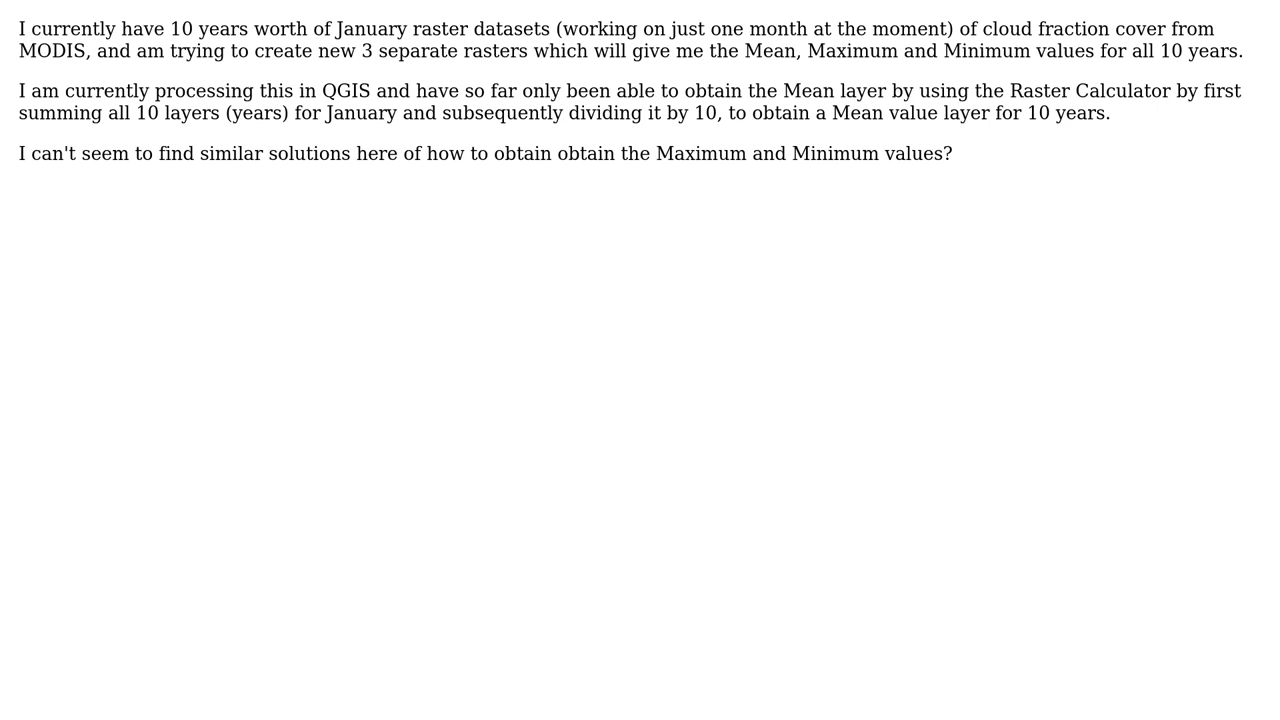 I currently have 10 years worth of January raster datasets (working on just one month at the moment) of cloud fraction cover from
MODIS, and am trying to create new 3 separate rasters which will give me the Mean, Maximum and Minimum values for all 10 years.
I am currently processing this in QGIS and have so far only been able to obtain the Mean layer by using the Raster Calculator by first
summing all 10 layers (years) for January and subsequently dividing it by 10, to obtain a Mean value layer for 10 years.
I can't seem to find similar solutions here of how to obtain obtain the Maximum and Minimum values?